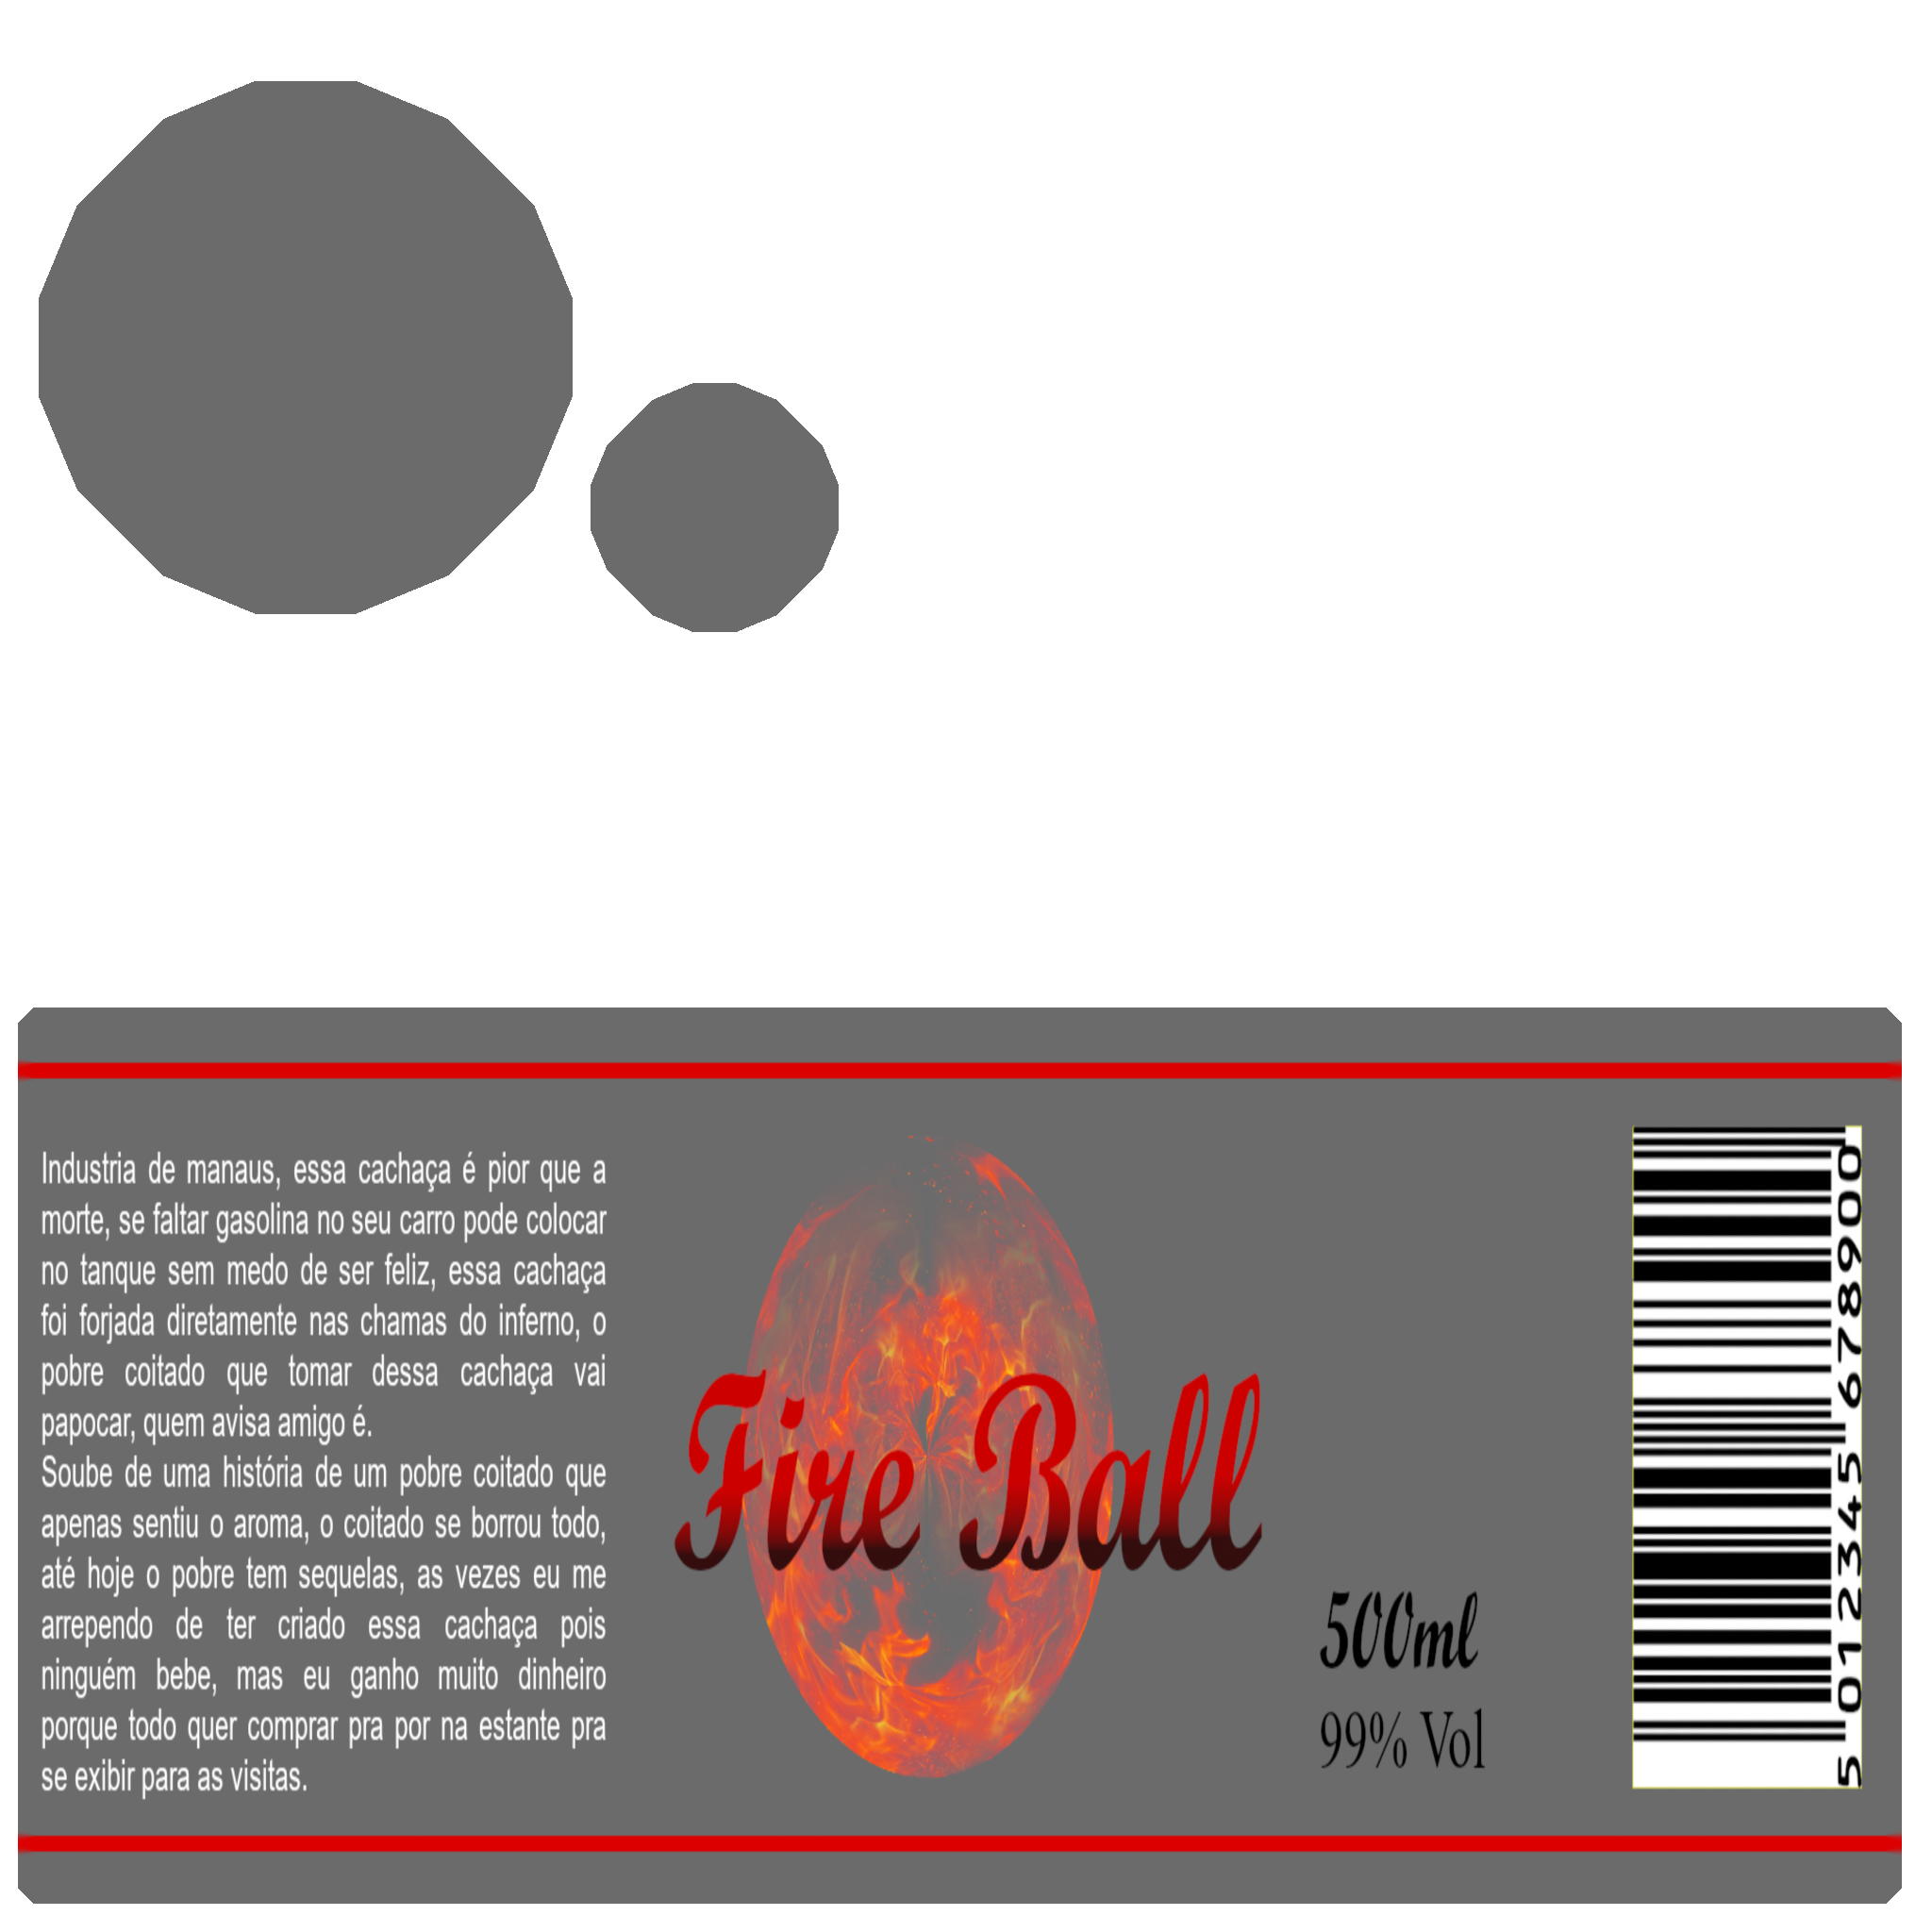 Industria de manaus, essa cachaça é pior que a
morte, se faltar gasolina no seu carro pode colocar
no tanque sem medo de ser feliz, essa cachaça
foi forjada diretamente nas chamas do inferno, o
pobre coitado que tomar dessa cachaça vai
papocar, quem avisa amigo é.
Soube de uma história de um pobre coitado que
apenas sentiu o aroma, o coitado se borrou todo,
até hoje o pobre tem sequelas, as vezes eu me
arrependo de ter criado essa cachaça pois
ninguém bebe, mas eu ganho muito dinheiro
porque todo quer comprar pra por na estante pra
se exibir para as visitas.
Fire Ball
500ml
99% Vol
5 012345 678900